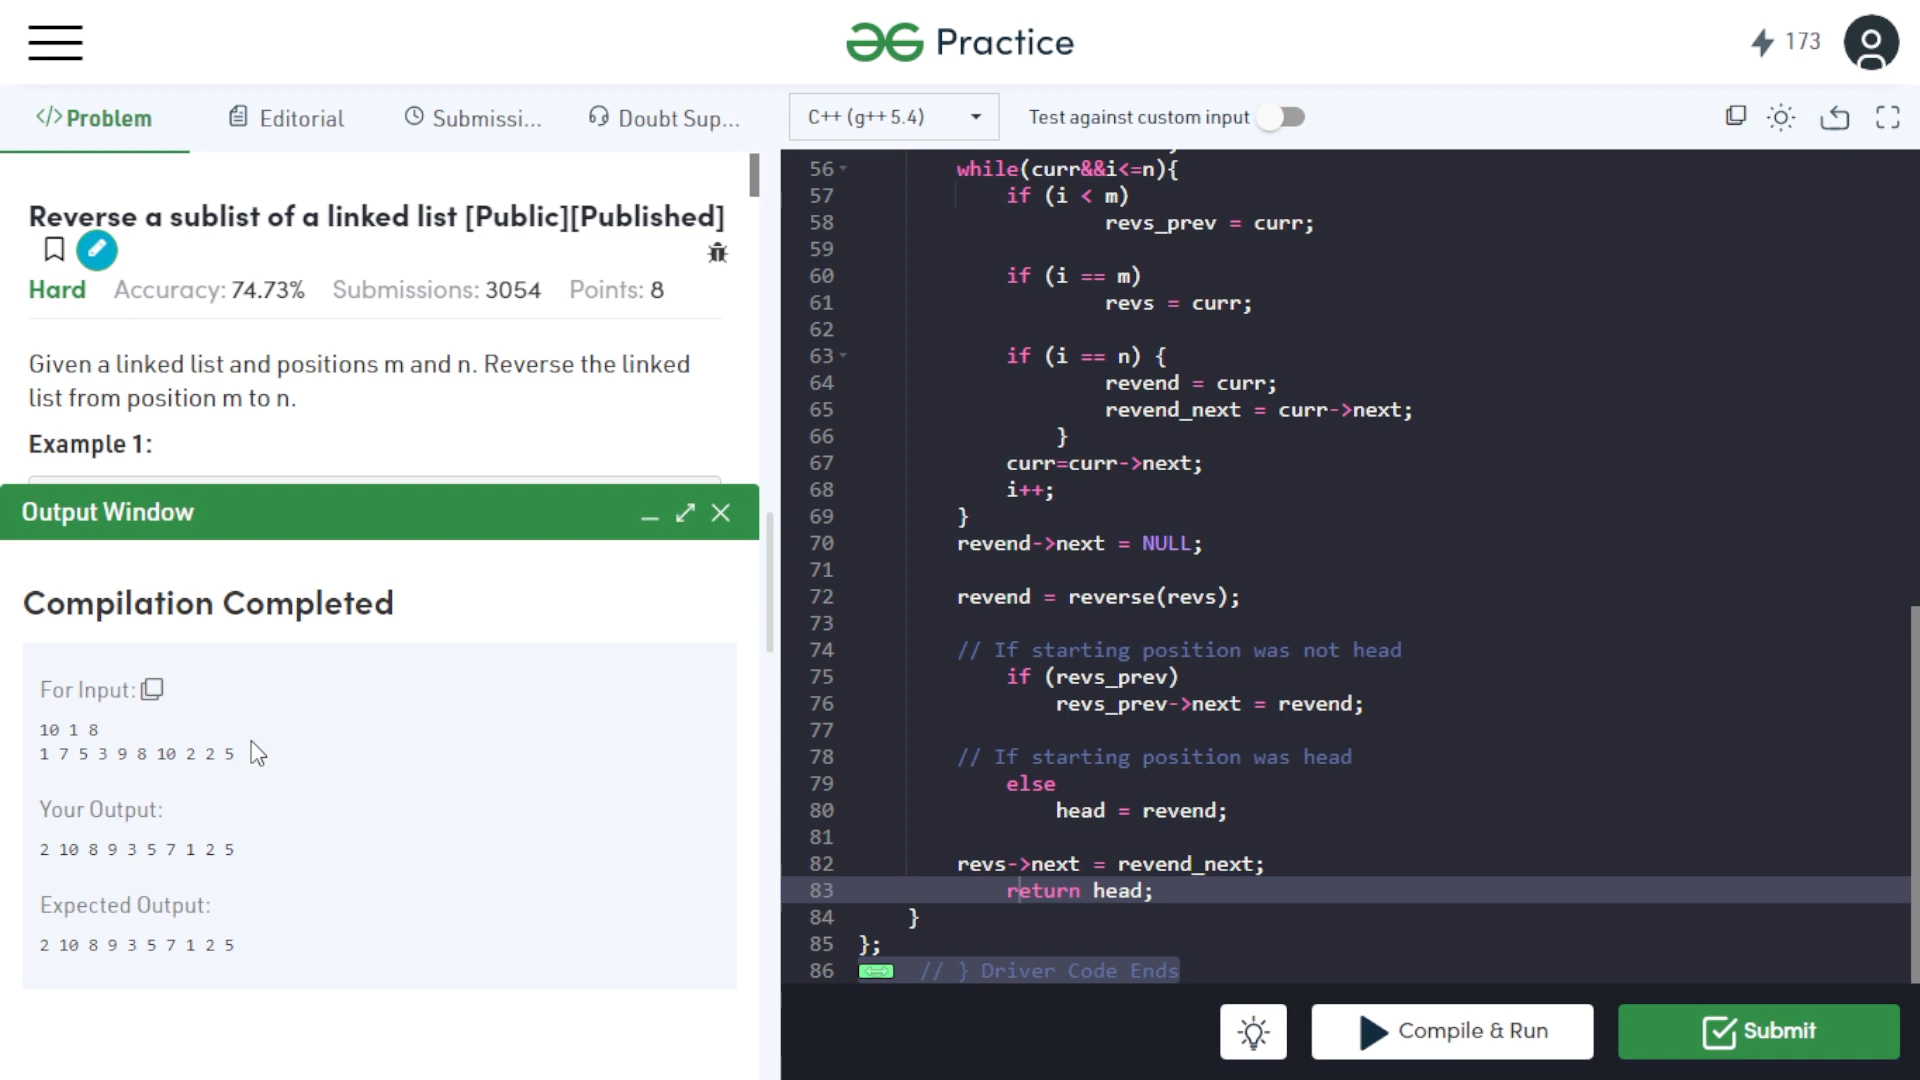 Practice
173
</> Problem
Editorial
Submissi...
Doubt Sup...
C++ (g++ 5.4)
Test against custom input
Reverse a sublist of a linked list [Public][Published]
Hard Accuracy: 74.73% Submissions: 3054 Points: 8
Given a linked list and positions m and n. Reverse the linked
list from position m to n.
Example 1:
Output Window
Compilation Completed
For Input:
10 1 8
1 7 5 3 9 8 10 2 2 5
Your Output:
2 10 8 9 3 5 7 1 2 5
Expected Output:
2 10 8 9 3 5 7 1 2 5
56 while(curr&&i<=n){
57 if (i < m)
58 revs_prev = curr;
59
60 if (i == m)
61 revs = curr;
62
63 if (i == n) {
64 revend = curr;
65 revend_next = curr->next;
66 }
67 curr=curr->next;
68 i++;
69 }
70 revend->next = NULL;
71
72 revend = reverse(revs);
73
74 // If starting position was not head
75 if (revs_prev)
76 revs_prev->next = revend;
77
78 // If starting position was head
79 else
80 head = revend;
81
82 revs->next = revend_next;
83 return head;
84 }
85 };
86 // } Driver Code Ends
Compile & Run
Submit